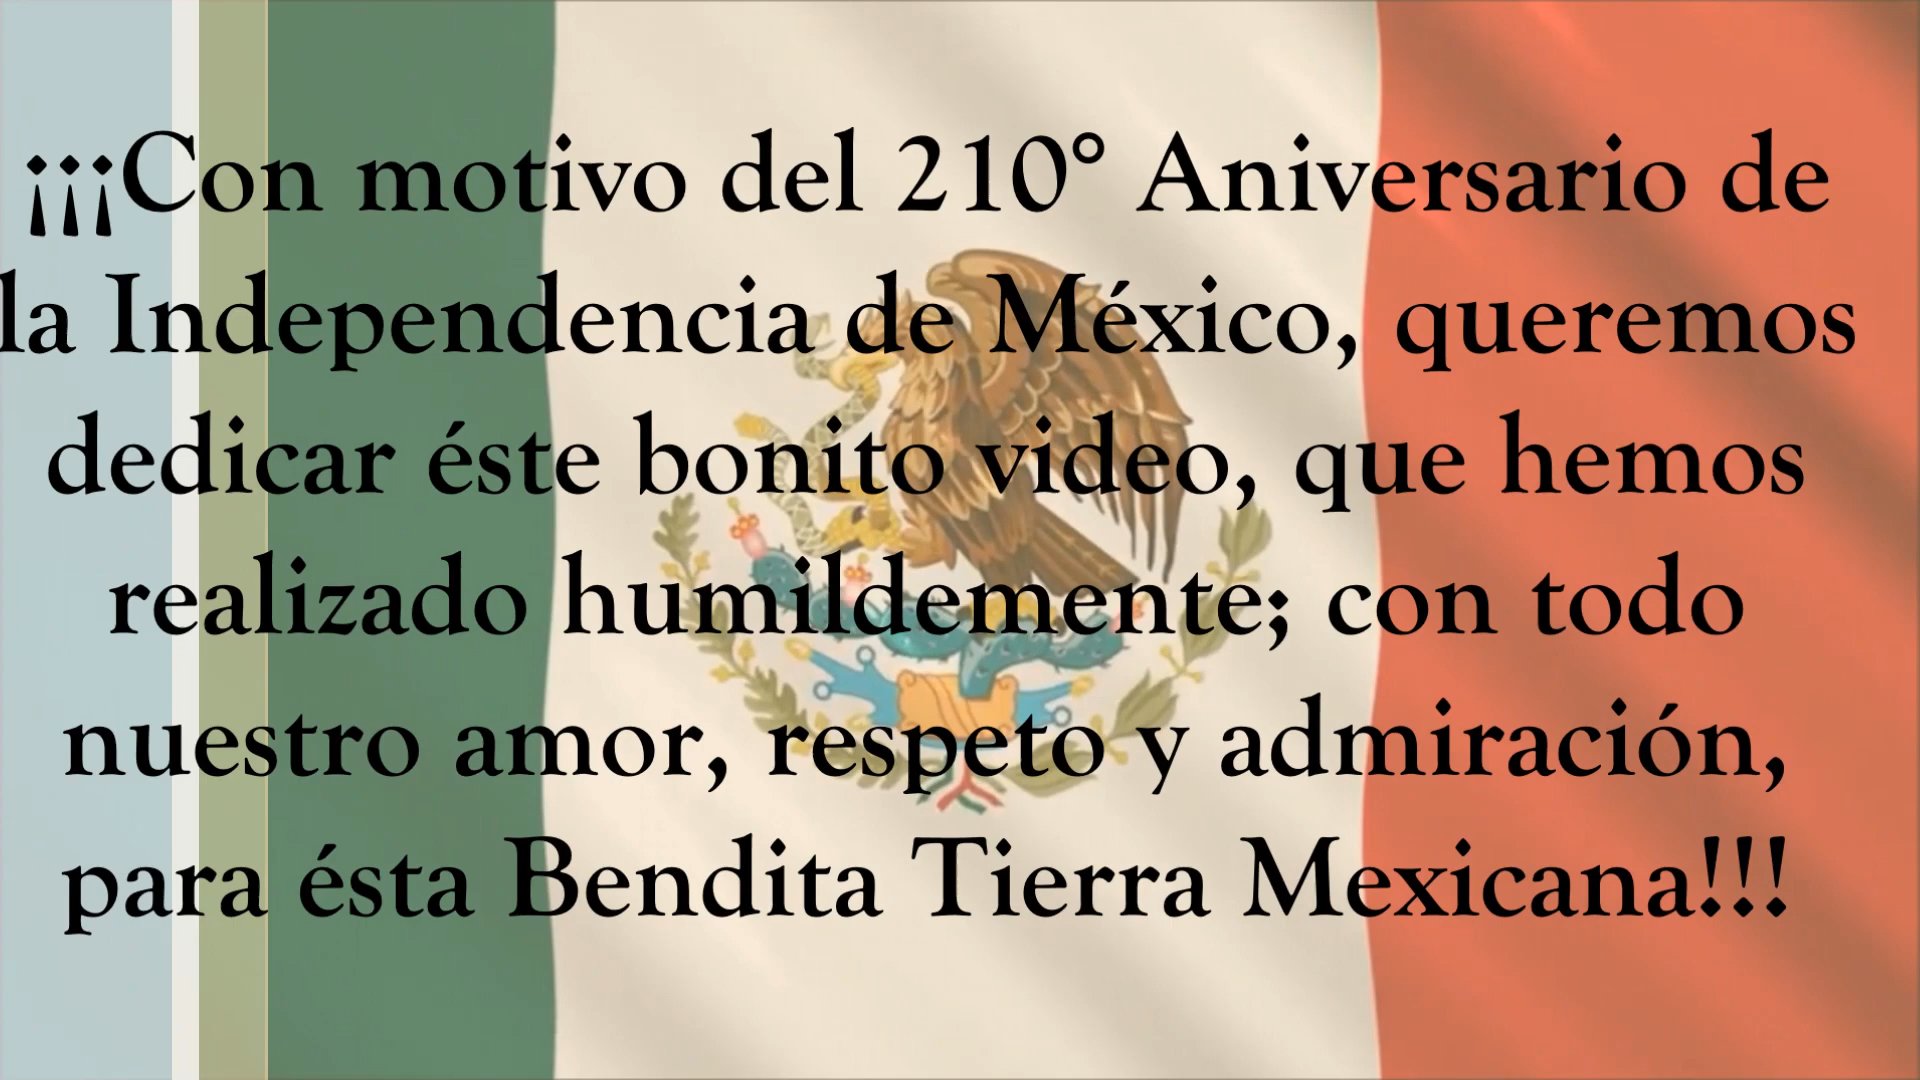 ¡¡¡Con motivo del 210° Aniversario de
la Independencia de México, queremos
dedicar éste bonito video, que hemos
realizado humildemente; con todo
nuestro amor, respeto y admiración,
para ésta Bendita Tierra Mexicana!!!